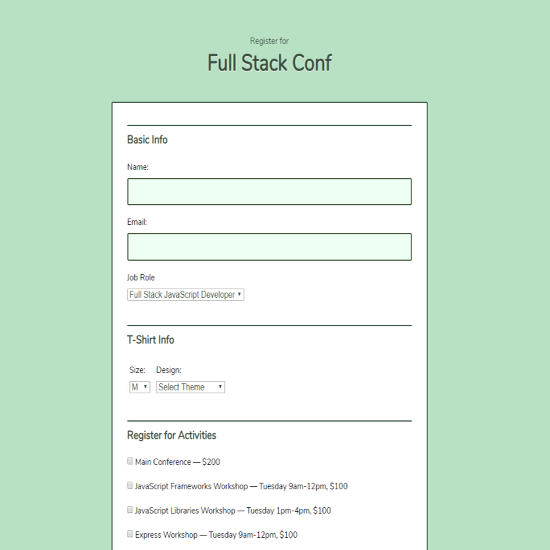 Register for
Full Stack Conf
Basic Info
Name:
Email:
Job Role
Full Stack JavaScript Developer
T-Shirt Info
Size: Design:
M Select Theme
Register for Activities
Main Conference — $200
JavaScript Frameworks Workshop — Tuesday 9am-12pm, $100
JavaScript Libraries Workshop — Tuesday 1pm-4pm, $100
Express Workshop — Tuesday 9am-12pm, $100